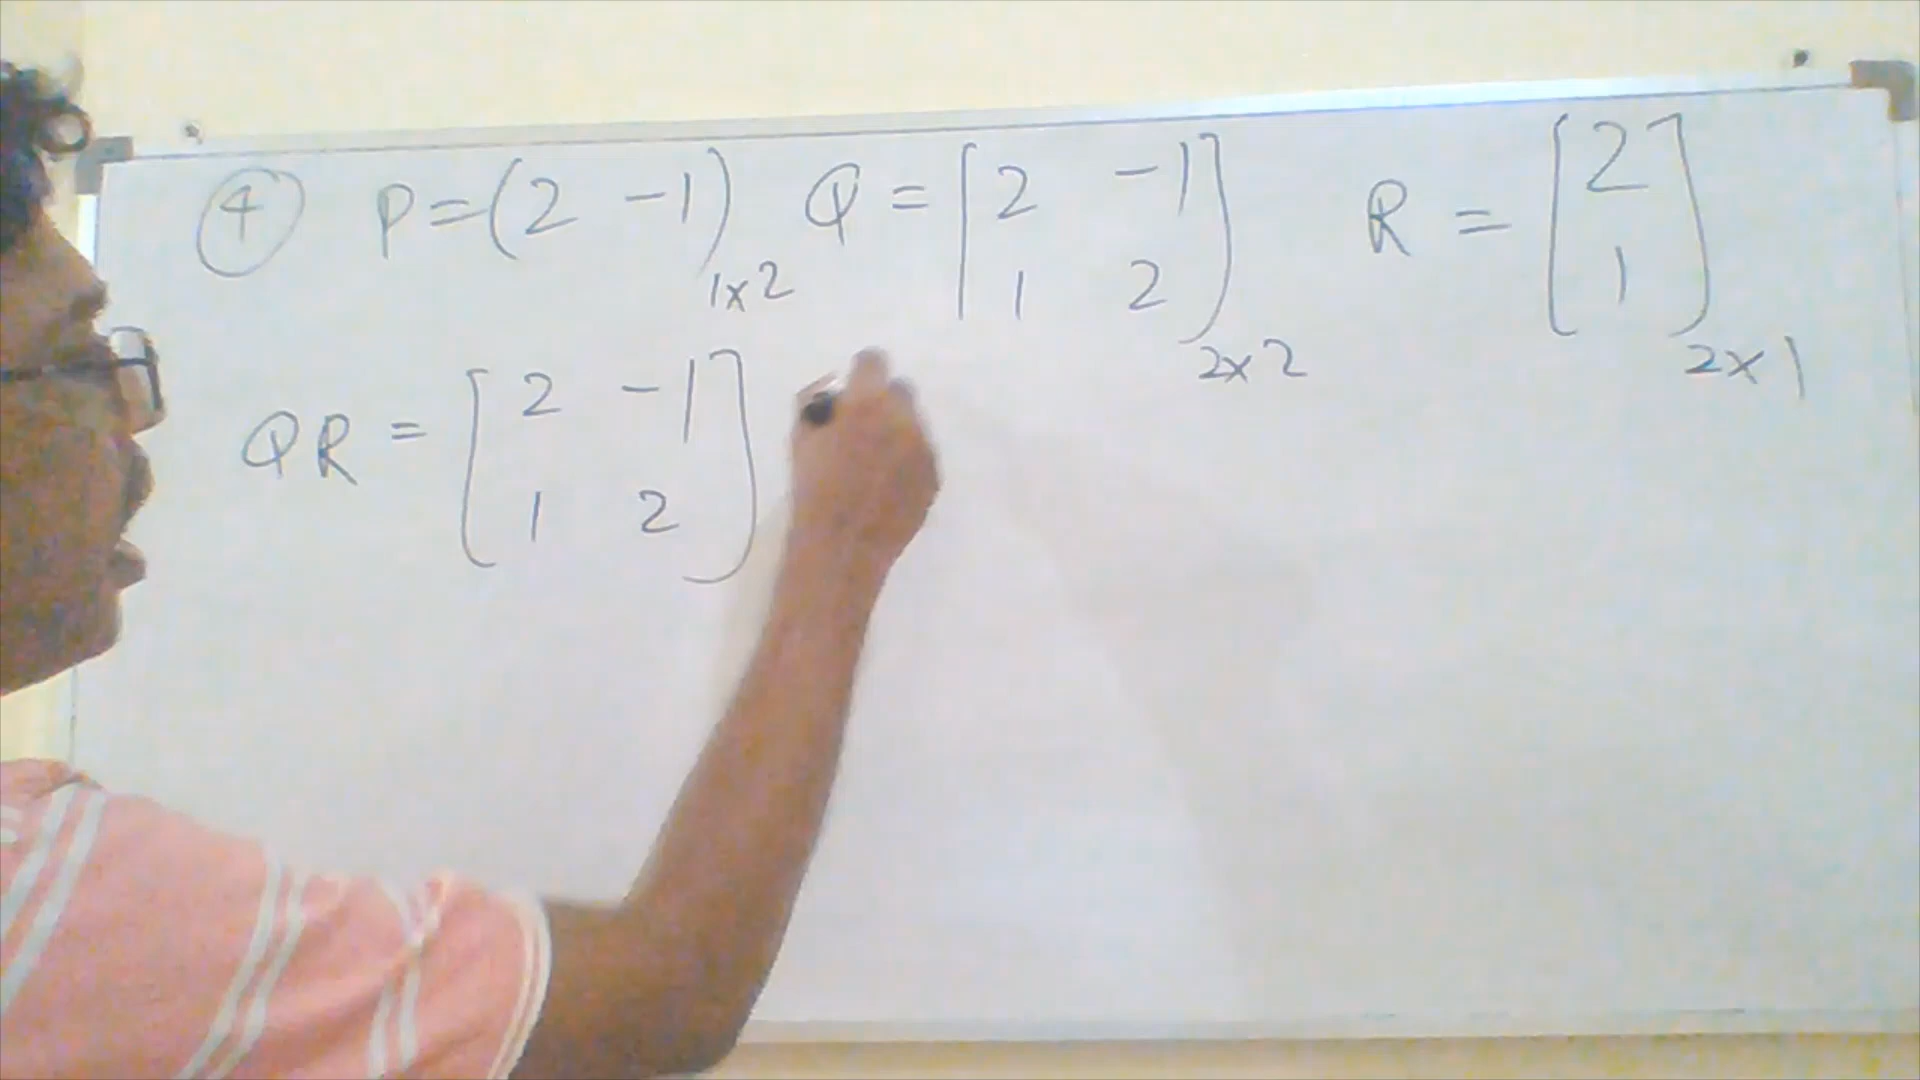 ④ P = (2 -1) 1x2 Q = [2 -1 R = [2
1 2] 2x2 1] 2x1
QR = [2 -1
1 2]